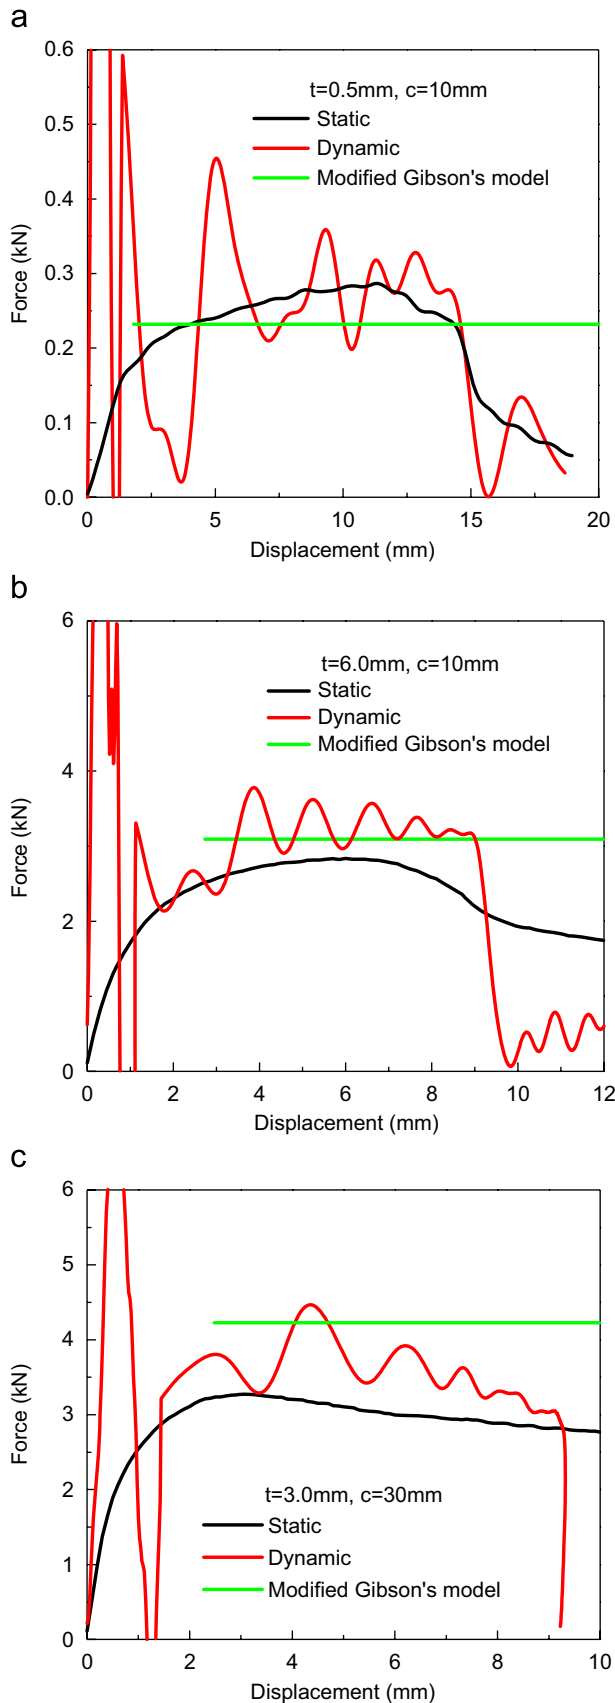 a
0.6
t=0.5mm, c=10mm
0.5
Static
Dynamic
0.4
Modified Gibson's model
Force (kN)
0.3
0.2
0.1
0.0
0 5 10 15 20
Displacement (mm)
b
6
t=6.0mm, c=10mm
Static
Dynamic
Modified Gibson's model
4
Force (kN)
2
0
0 2 4 6 8 10 12
Displacement (mm)
c
6
5
4
Force (kN)
3
2
t=3.0mm, c=30mm
Static
1
Dynamic
Modified Gibson's model
0
0 2 4 6 8 10
Displacement (mm)